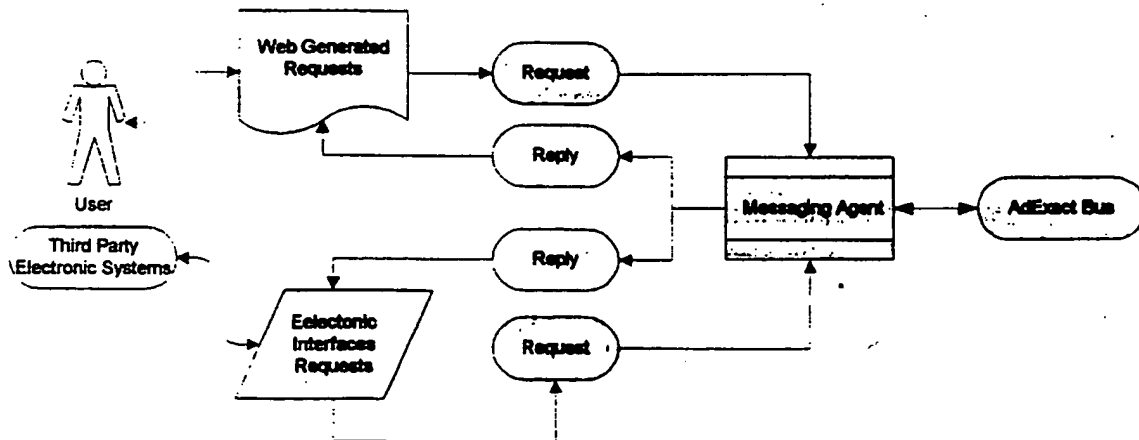 Web Generated
Requests
Request
Reply
User
Messaging Agent
AdExact Bus
Third Party
Electronic Systems
Reply
Eelectonic
Interfaces
Requests
Request